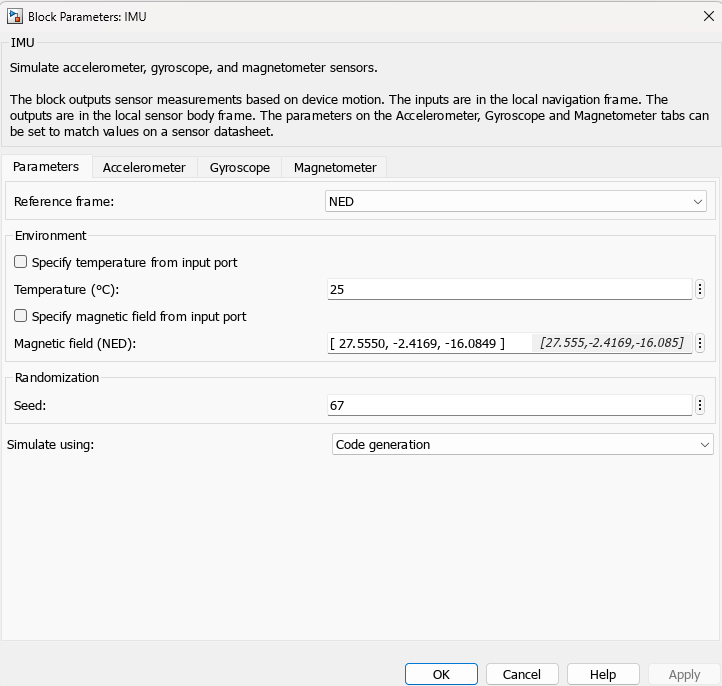 Block Parameters: IMU
IMU
Simulate accelerometer, gyroscope, and magnetometer sensors.
The block outputs sensor measurements based on device motion. The inputs are in the local navigation frame. The
outputs are in the local sensor body frame. The parameters on the Accelerometer, Gyroscope and Magnetometer tabs can
be set to match values on a sensor datasheet.
Parameters Accelerometer Gyroscope Magnetometer
Reference frame: NED
Environment
Specify temperature from input port
Temperature (°C): 25
Specify magnetic field from input port
Magnetic field (NED): [ 27.5550, -2.4169, -16.0849 ] [27.555,-2.4169,-16.085]
Randomization
Seed: 67
Simulate using: Code generation
OK Cancel Help Apply